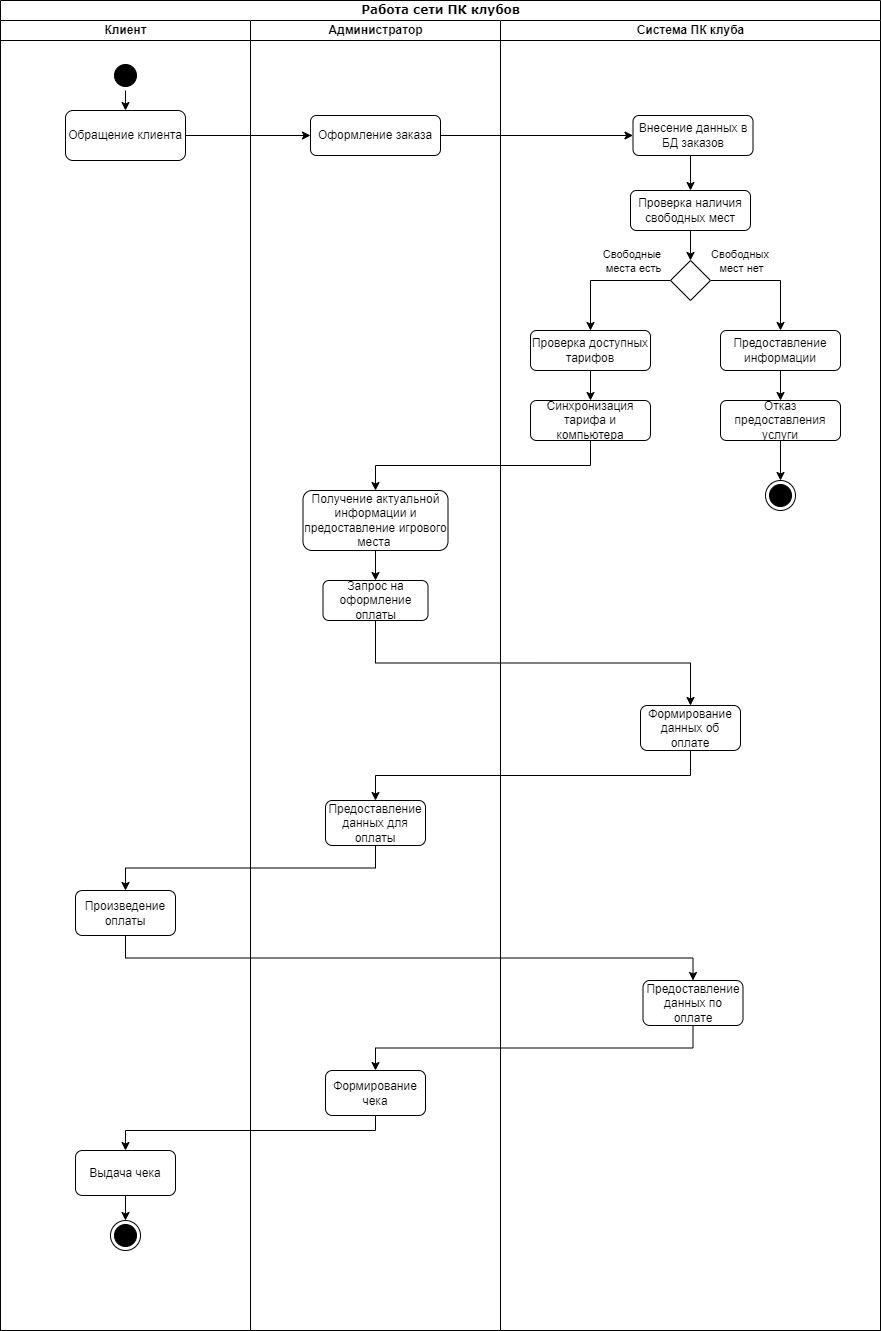 Работа сети ПК клубов
Клиент
Администратор
Система ПК клуба
Обращение клиента
Оформление заказа
Внесение данных в
БД заказов
Проверка наличия
свободных мест
Свободные
места есть
Свободных
мест нет
Проверка доступных
тарифов
Предоставление
информации
Синхронизация
тарифа и
компьютера
Отказ
предоставления
услуги
Получение актуальной
информации и
предоставление игрового
места
Запрос на
оформление
оплаты
Формирование
данных об
оплате
Предоставление
данных для
оплаты
Произведение
оплаты
Предоставление
данных по
оплате
Формирование
чека
Выдача чека